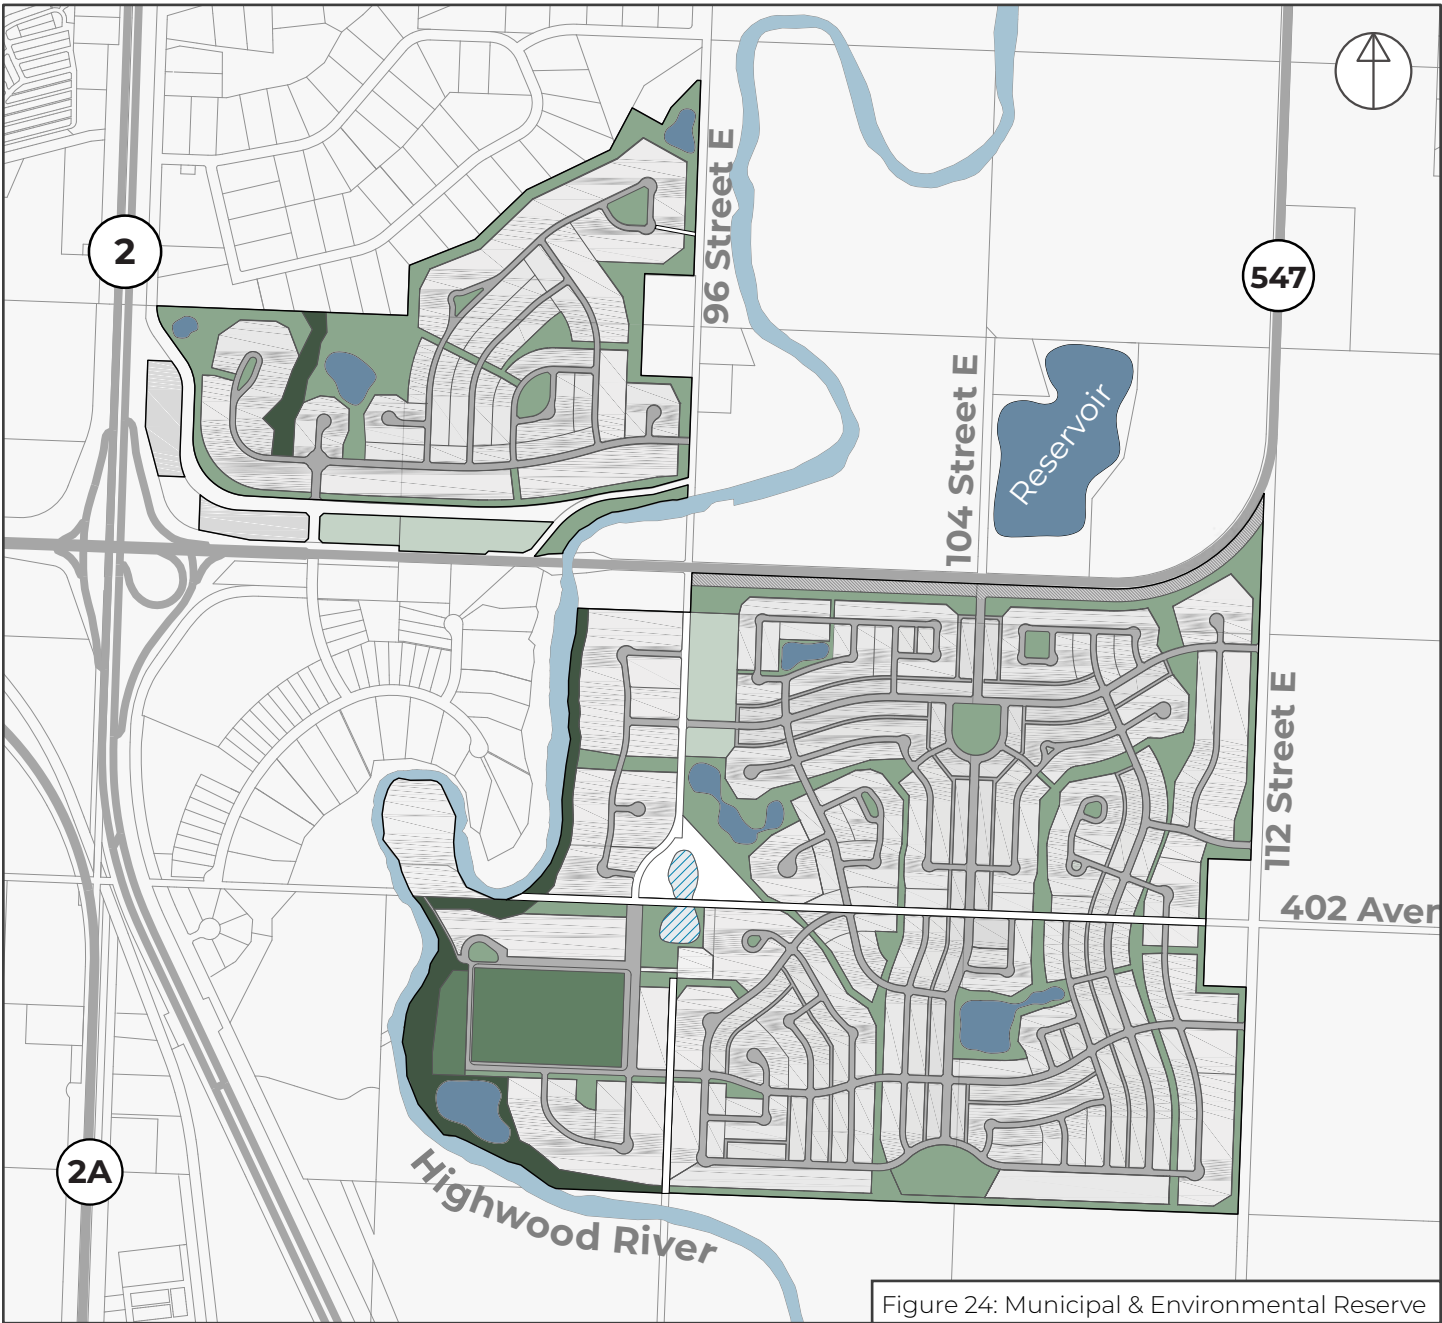 96 Street E
2
547
104 Street E
Reservoir
112 Street E
402 Aven
2A
Highwood River
Figure 24: Municipal & Environmental Reserve